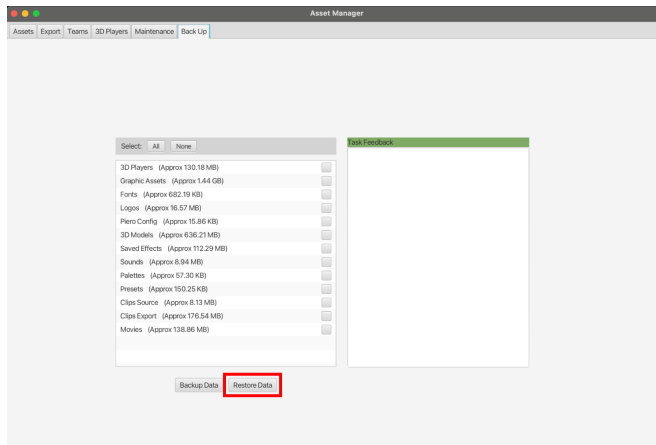 Asset Manager
Assets Export Teams 3D Players Maintenance Back Up
Select: All None
3D Players (Approx 130.18 MB)
Graphic Assets (Approx 1.44 GB)
Fonts (Approx 682.19 KB)
Logos (Approx 16.57 MB)
Piero Config (Approx 15.86 KB)
3D Models (Approx 636.21 MB)
Saved Effects (Approx 112.29 MB)
Sounds (Approx 8.94 MB)
Palettes (Approx 57.30 KB)
Presets (Approx 150.25 KB)
Clips Source (Approx 8.13 MB)
Clips Export (Approx 176.54 MB)
Movies (Approx 138.86 MB)
Task Feedback
Backup Data Restore Data